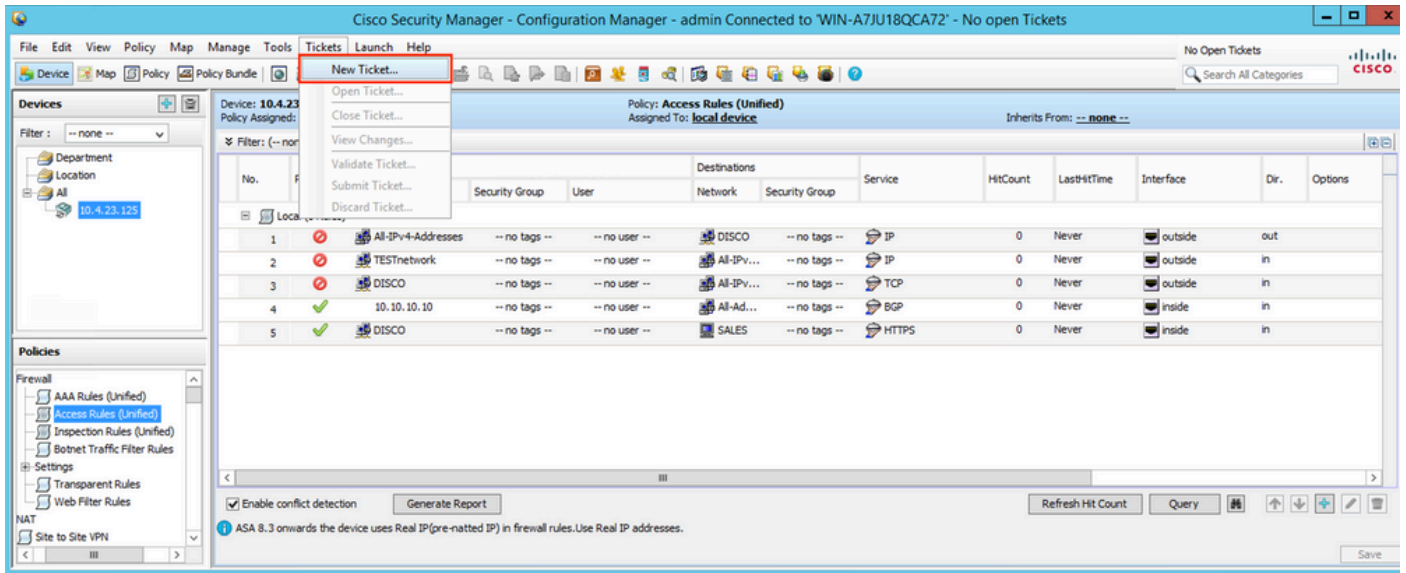 Cisco Security Manager - Configuration Manager - admin Connected to 'WIN-A7JU18QCA72' - No open Tickets
File Edit View Policy Map Manage Tools Tickets Launch Help
No Open Tickets
Device Map Policy Policy Bundle
Search All Categories
CISCO
New Ticket...
Open Ticket...
Close Ticket...
View Changes...
Validate Ticket...
Submit Ticket...
Discard Ticket...
Devices
Filter : -- none --
Department
Location
All
10.4.23.125
Device: 10.4.23
Policy: Access Rules (Unified)
Policy Assigned:
Assigned To: local device
Inherits From: -- none --
Filter: (-- nor
No. Security Group User Destinations Service HitCount LastHitTime Interface Dir. Options
Network Security Group
1 All-IPv4-Addresses -- no tags -- -- no user -- DISCO -- no tags -- IP 0 Never outside out
2 TESTnetwork -- no tags -- -- no user -- All-IPv... -- no tags -- IP 0 Never outside in
3 DISCO -- no tags -- -- no user -- All-IPv... -- no tags -- TCP 0 Never outside in
4 10.10.10.10 -- no tags -- -- no user -- All-Ad... -- no tags -- BGP 0 Never inside in
5 DISCO -- no tags -- -- no user -- SALES -- no tags -- HTTPS 0 Never inside in
Policies
Firewall
AAA Rules (Unified)
Access Rules (Unified)
Inspection Rules (Unified)
Botnet Traffic Filter Rules
Settings
Transparent Rules
Web Filter Rules
NAT
Site to Site VPN
Enable conflict detection
Generate Report
Refresh Hit Count
Query
ASA 8.3 onwards the device uses Real IP(pre-natted IP) in firewall rules.Use Real IP addresses.
Save